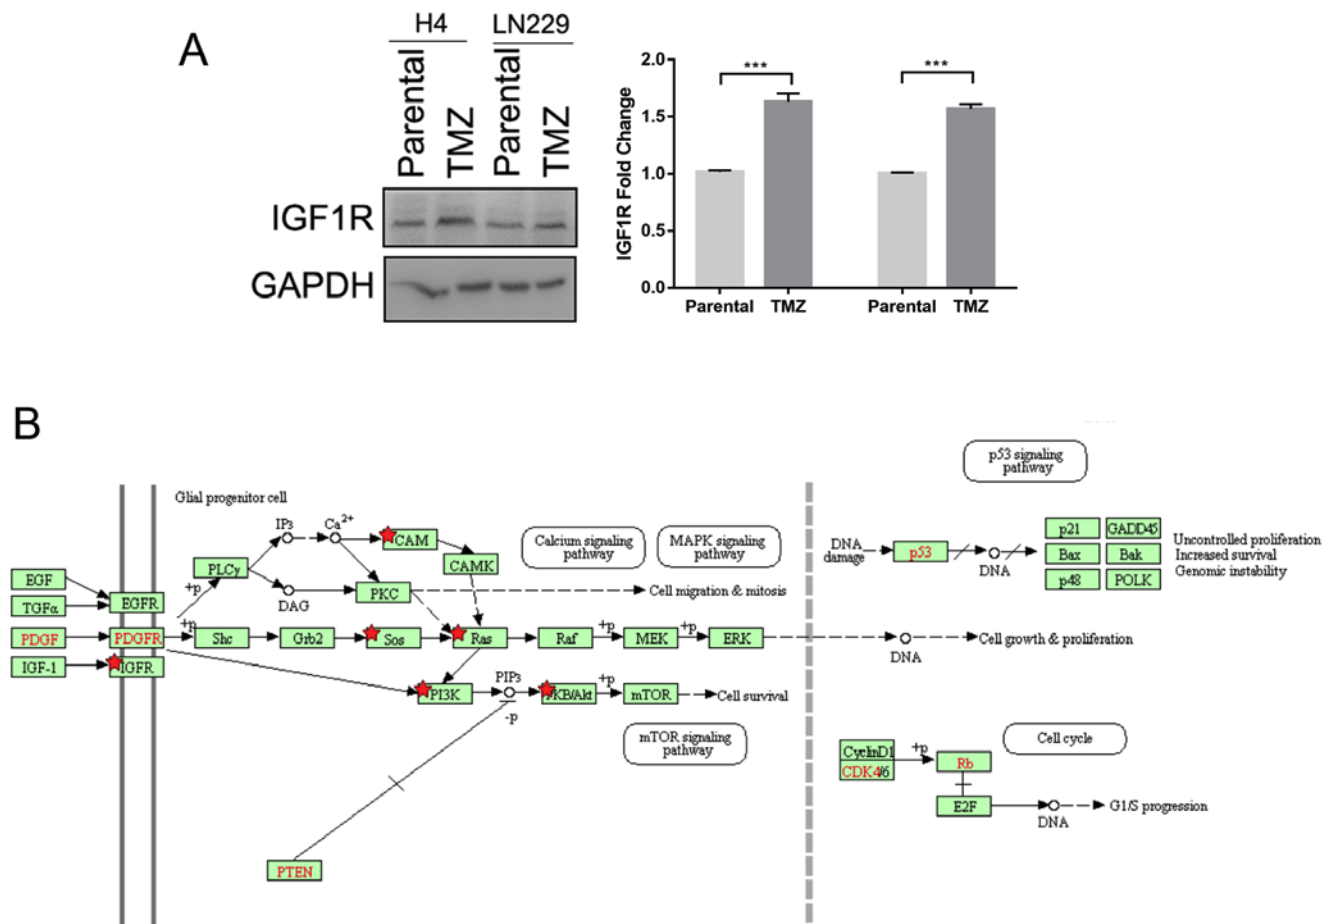 A
H4 LN229
Parental TMZ Parental TMZ
IGF1R
GAPDH
IGF1R Fold Change
2.0
1.5
1.0
0.5
0.0
***
***
Parental TMZ Parental TMZ
B
p53 signaling
pathway
Glial progenitor cell
IP3 Ca2+
CAM
Calcium signaling
pathway
MAPK signaling
pathway
CAMK
PLCγ
+p
DAG
PKC
Cell migration & mitosis
DNA
damage
p53
DNA
p21 GADD45
Bax Bak
p48 POLK
Uncontrolled proliferation
Increased survival
Genomic instability
EGF
TGFα
EGFR
PDGF PDGFR +p Shc Grb2 Sos Ras Raf +p MEK +p ERK
DNA
Cell growth & proliferation
IGF-1 IGFR
PI3K PIP3 PKB/Akt +p mTOR Cell survival
-p
mTOR signaling
pathway
PTEN
Cell cycle
CyclinD1
CDK4/6
+p
Rb
E2F
DNA
G1/S progression